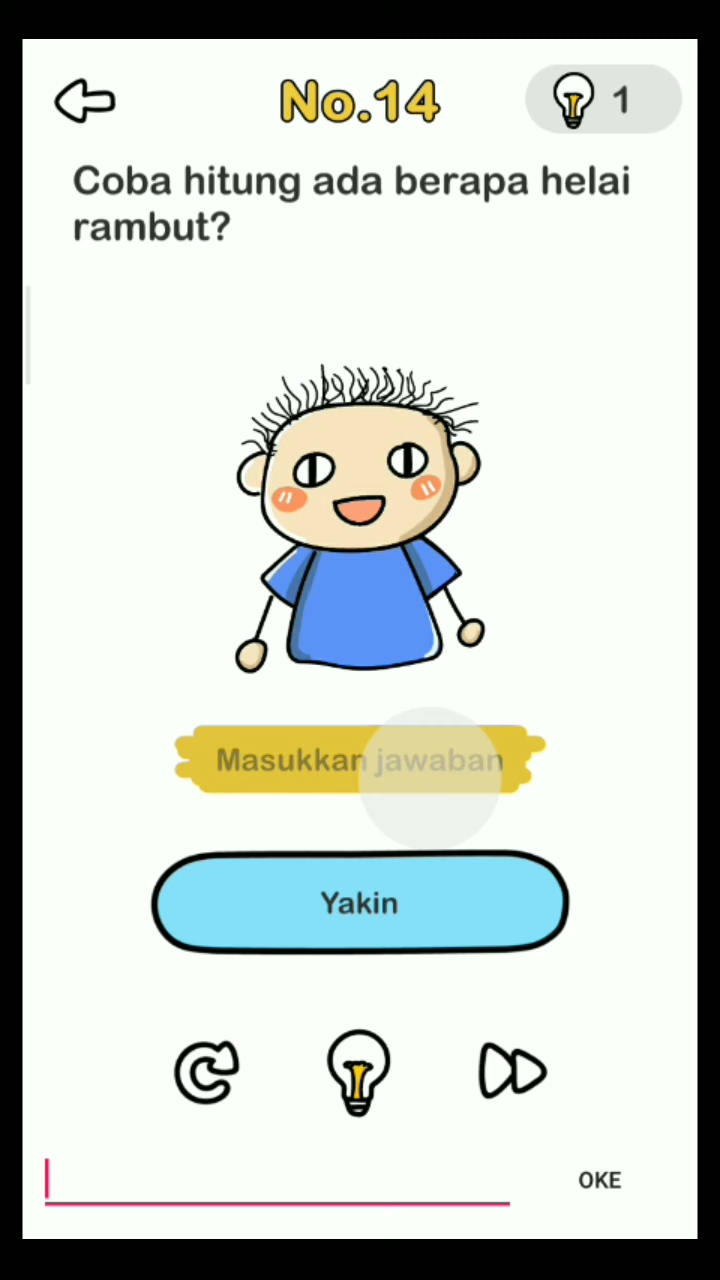 No.14
1
Coba hitung ada berapa helai
rambut?
Masukkan jawaban
Yakin
OKE